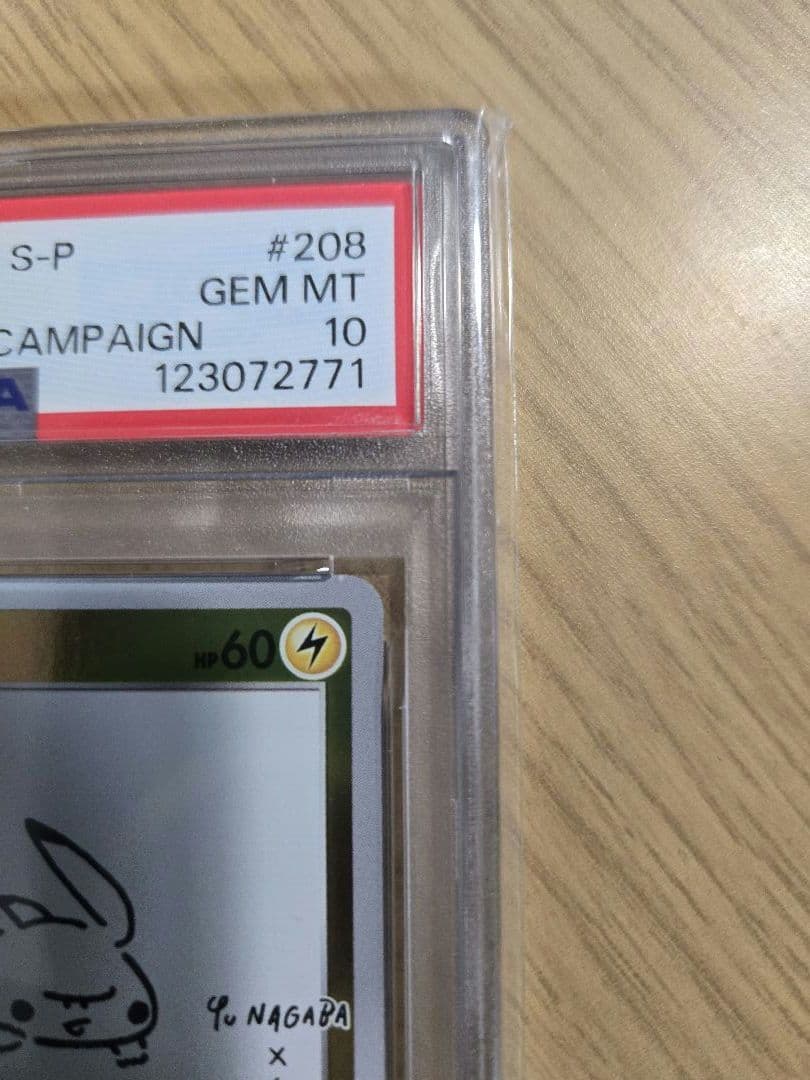 S-P #208
GEM MT
CAMPAIGN 10
A 123072771
HP60
Yu NAGABA
x